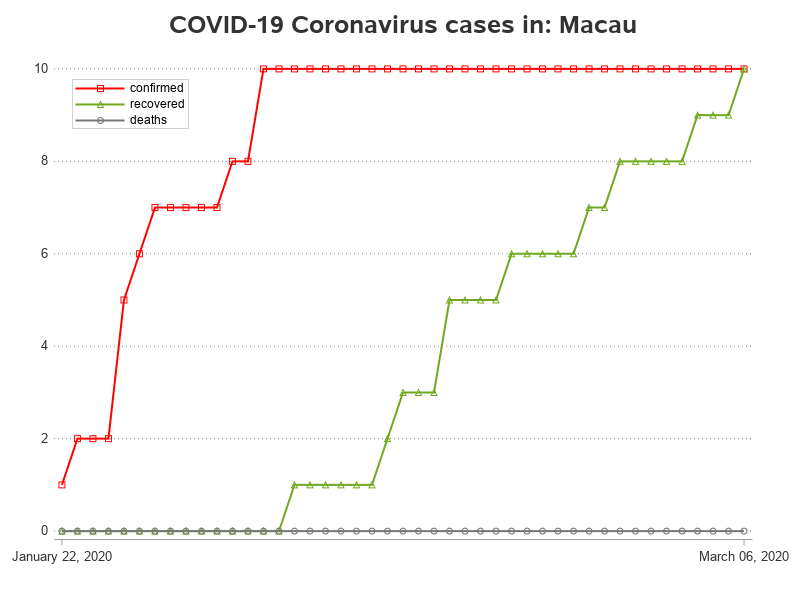 COVID-19 Coronavirus cases in: Macau
10
confirmed
recovered
deaths
8
6
4
2
0
January 22, 2020
March 06, 2020